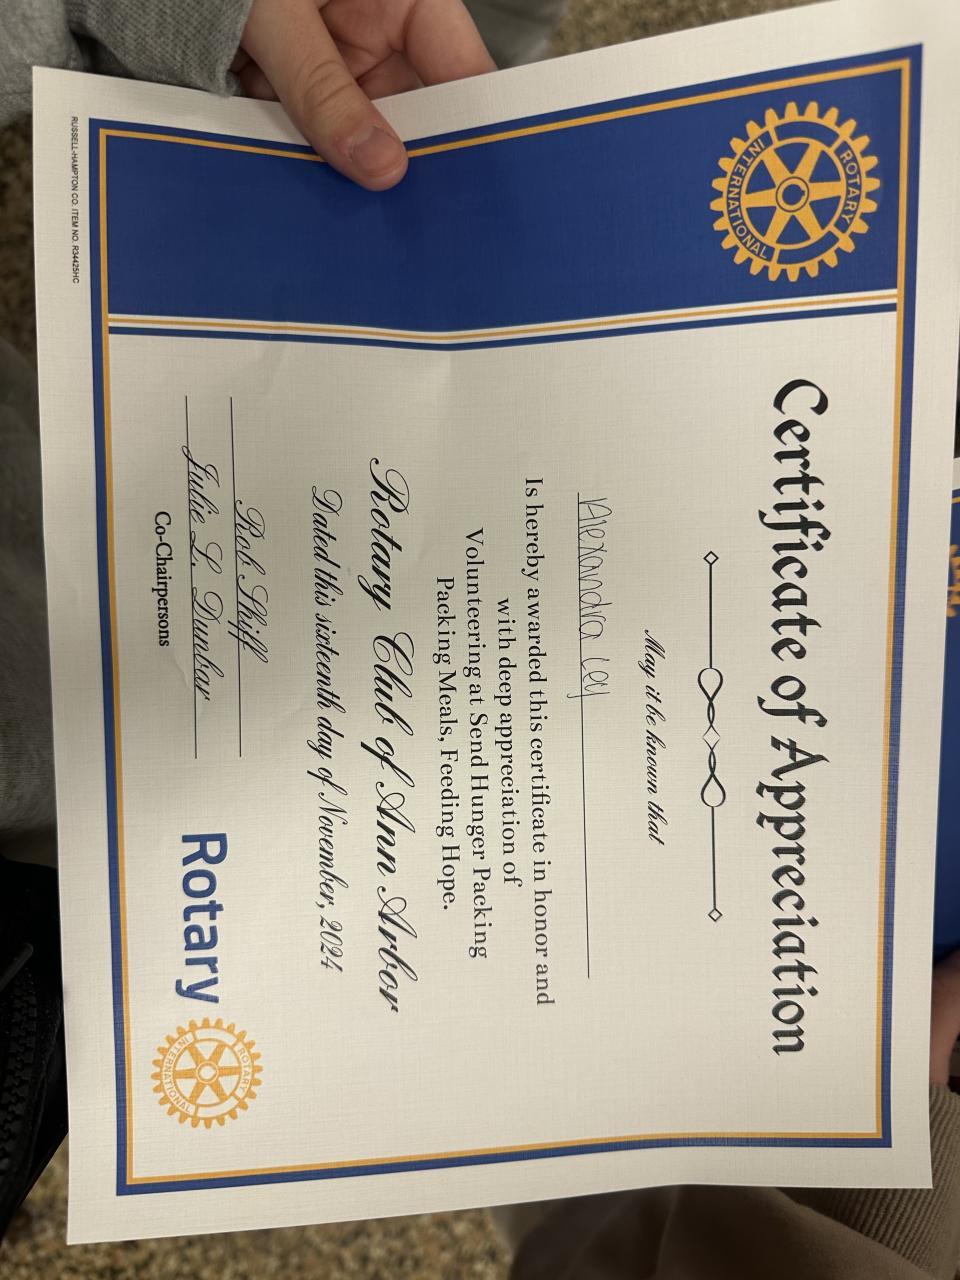 ROTARY
INTERNATIONAL
Certificate of Appreciation
May it be known that
Alexandra Ley
Is hereby awarded this certificate in honor and
with deep appreciation of
Volunteering at Send Hunger Packing
Packing Meals, Feeding Hope.
Rotary Club of Ann Arbor
Dated this sixteenth day of November, 2024
Rob Shiff
Julie L. Dunbar
Co-Chairpersons
Rotary
ROTARY
INTERNATIONAL
RUSSELL-HAMPTON CO. ITEM NO. R34425HC